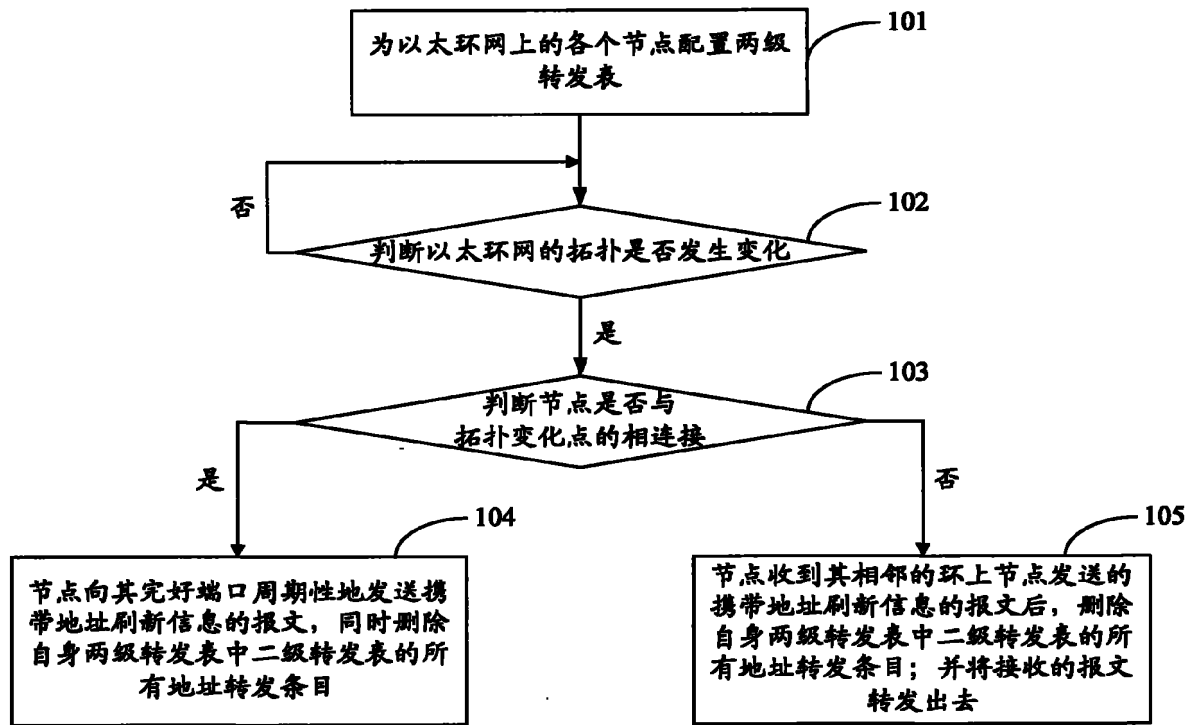 为以太环网上的各个节点配置两级
转发表
101
否
102
判断以太环网的拓扑是否发生变化
是
103
判断节点是否与
拓扑变化点的相连接
是
否
104
节点向其完好端口周期性地发送携
带地址刷新信息的报文，同时删除
自身两级转发表中二级转发表的所
有地址转发条目
105
节点收到其相邻的环上节点发送的
携带地址刷新信息的报文后，删除
自身两级转发表中二级转发表的所
有地址转发条目；并将接收的报文
转发出去